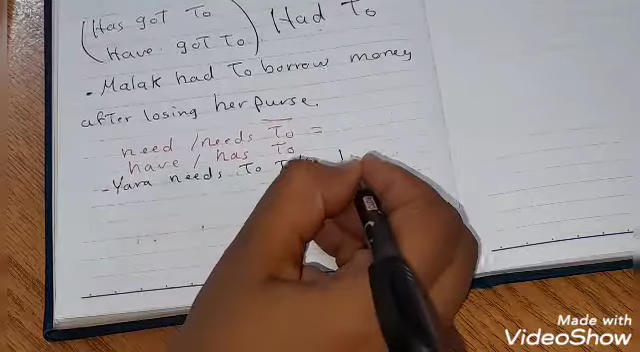 (Has got To
(Have got To) Had To
. Malak had To borrow money
after losing her purse.
need / needs To =
have / has To
- Yara needs To
Made with
VideoShow